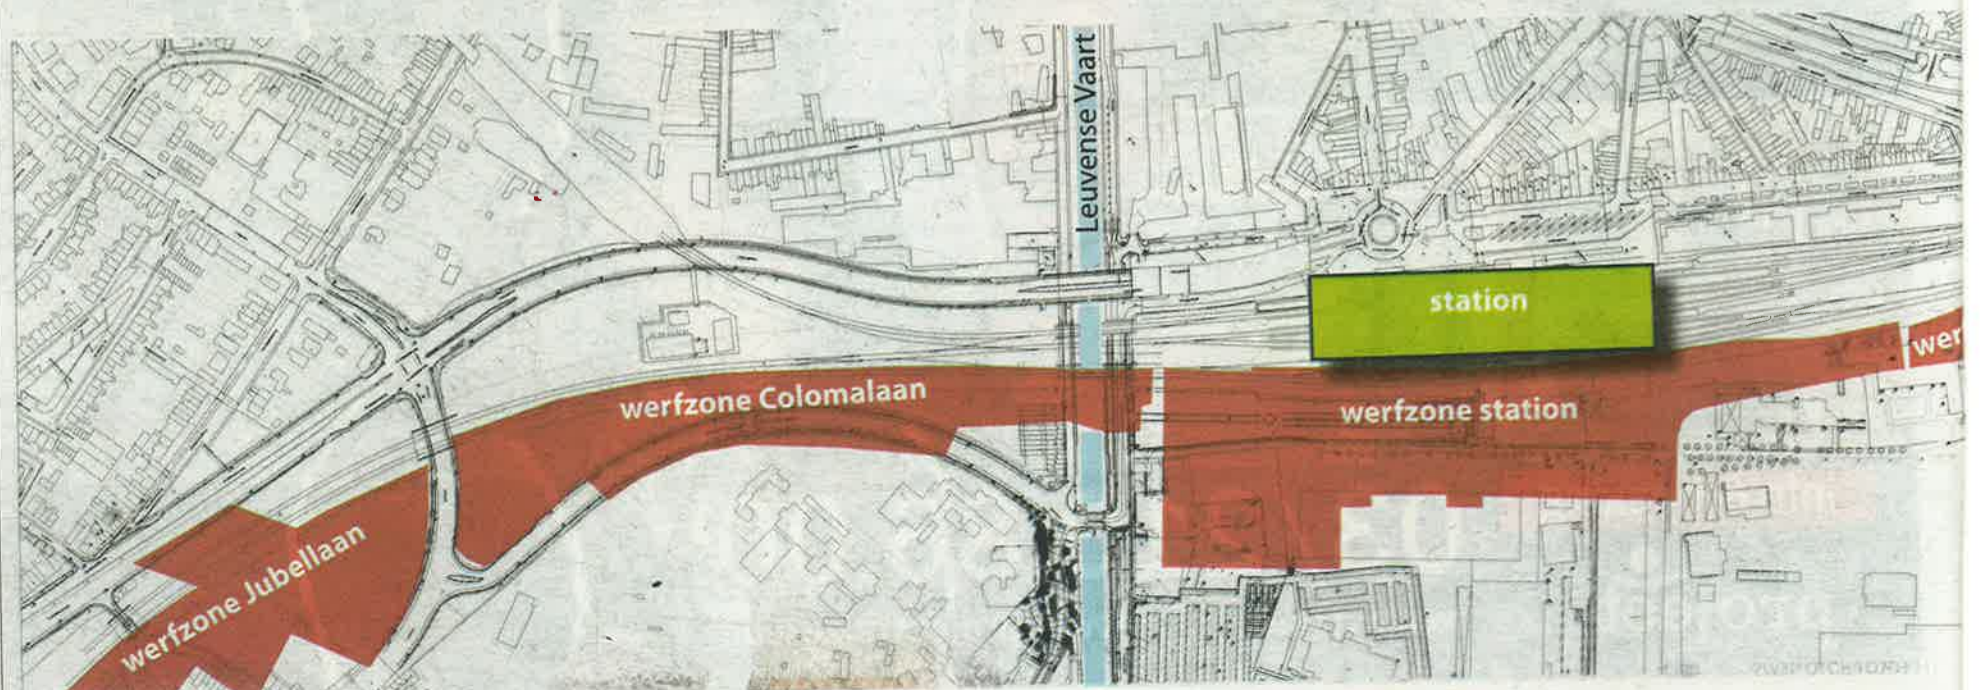 Leuvense Vaart
station
werfzone Colomalaan
werfzone station
wer
werfzone Jubellaan